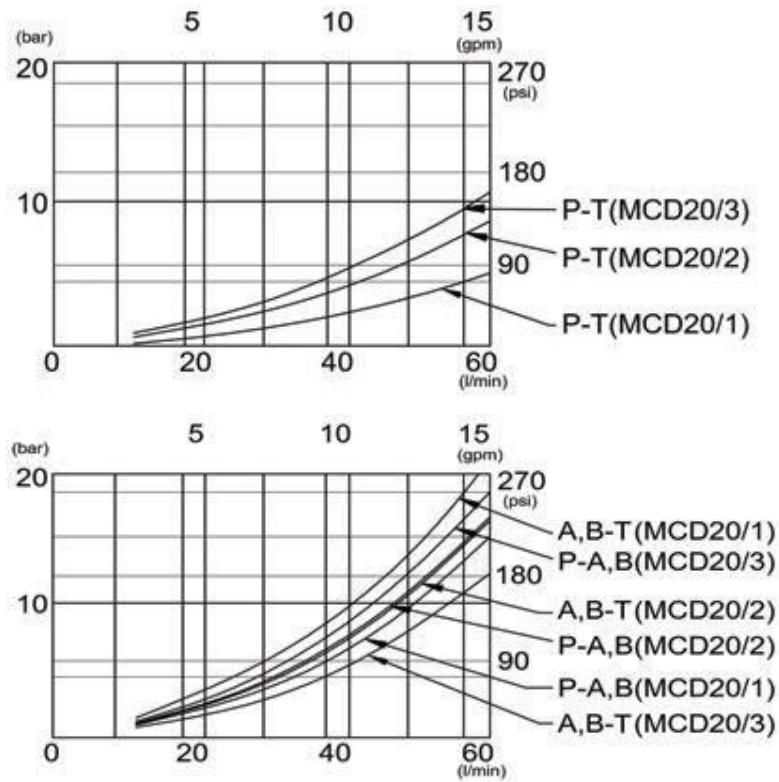 5 10 15
(bar) (gpm)
20 270
(psi)
180
10 P-T(MCD20/3)
P-T(MCD20/2)
90
P-T(MCD20/1)
0 20 40 60
(l/min)
5 10 15
(bar) (gpm)
20 270
(psi)
A,B-T(MCD20/1)
P-A,B(MCD20/3)
180
10 A,B-T(MCD20/2)
P-A,B(MCD20/2)
90
P-A,B(MCD20/1)
A,B-T(MCD20/3)
0 20 40 60
(l/min)